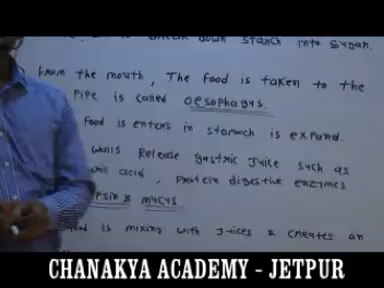 break down starch into sugar.
from the mouth, The food is taken to the
Pipe is called oesophagus.
food is enters in stomach is expand.
walls Release gastric Juice such as
acid, Protein digestive enzymes
& mucus.
is mixing with Juices & creates an
CHANAKYA ACADEMY - JETPUR